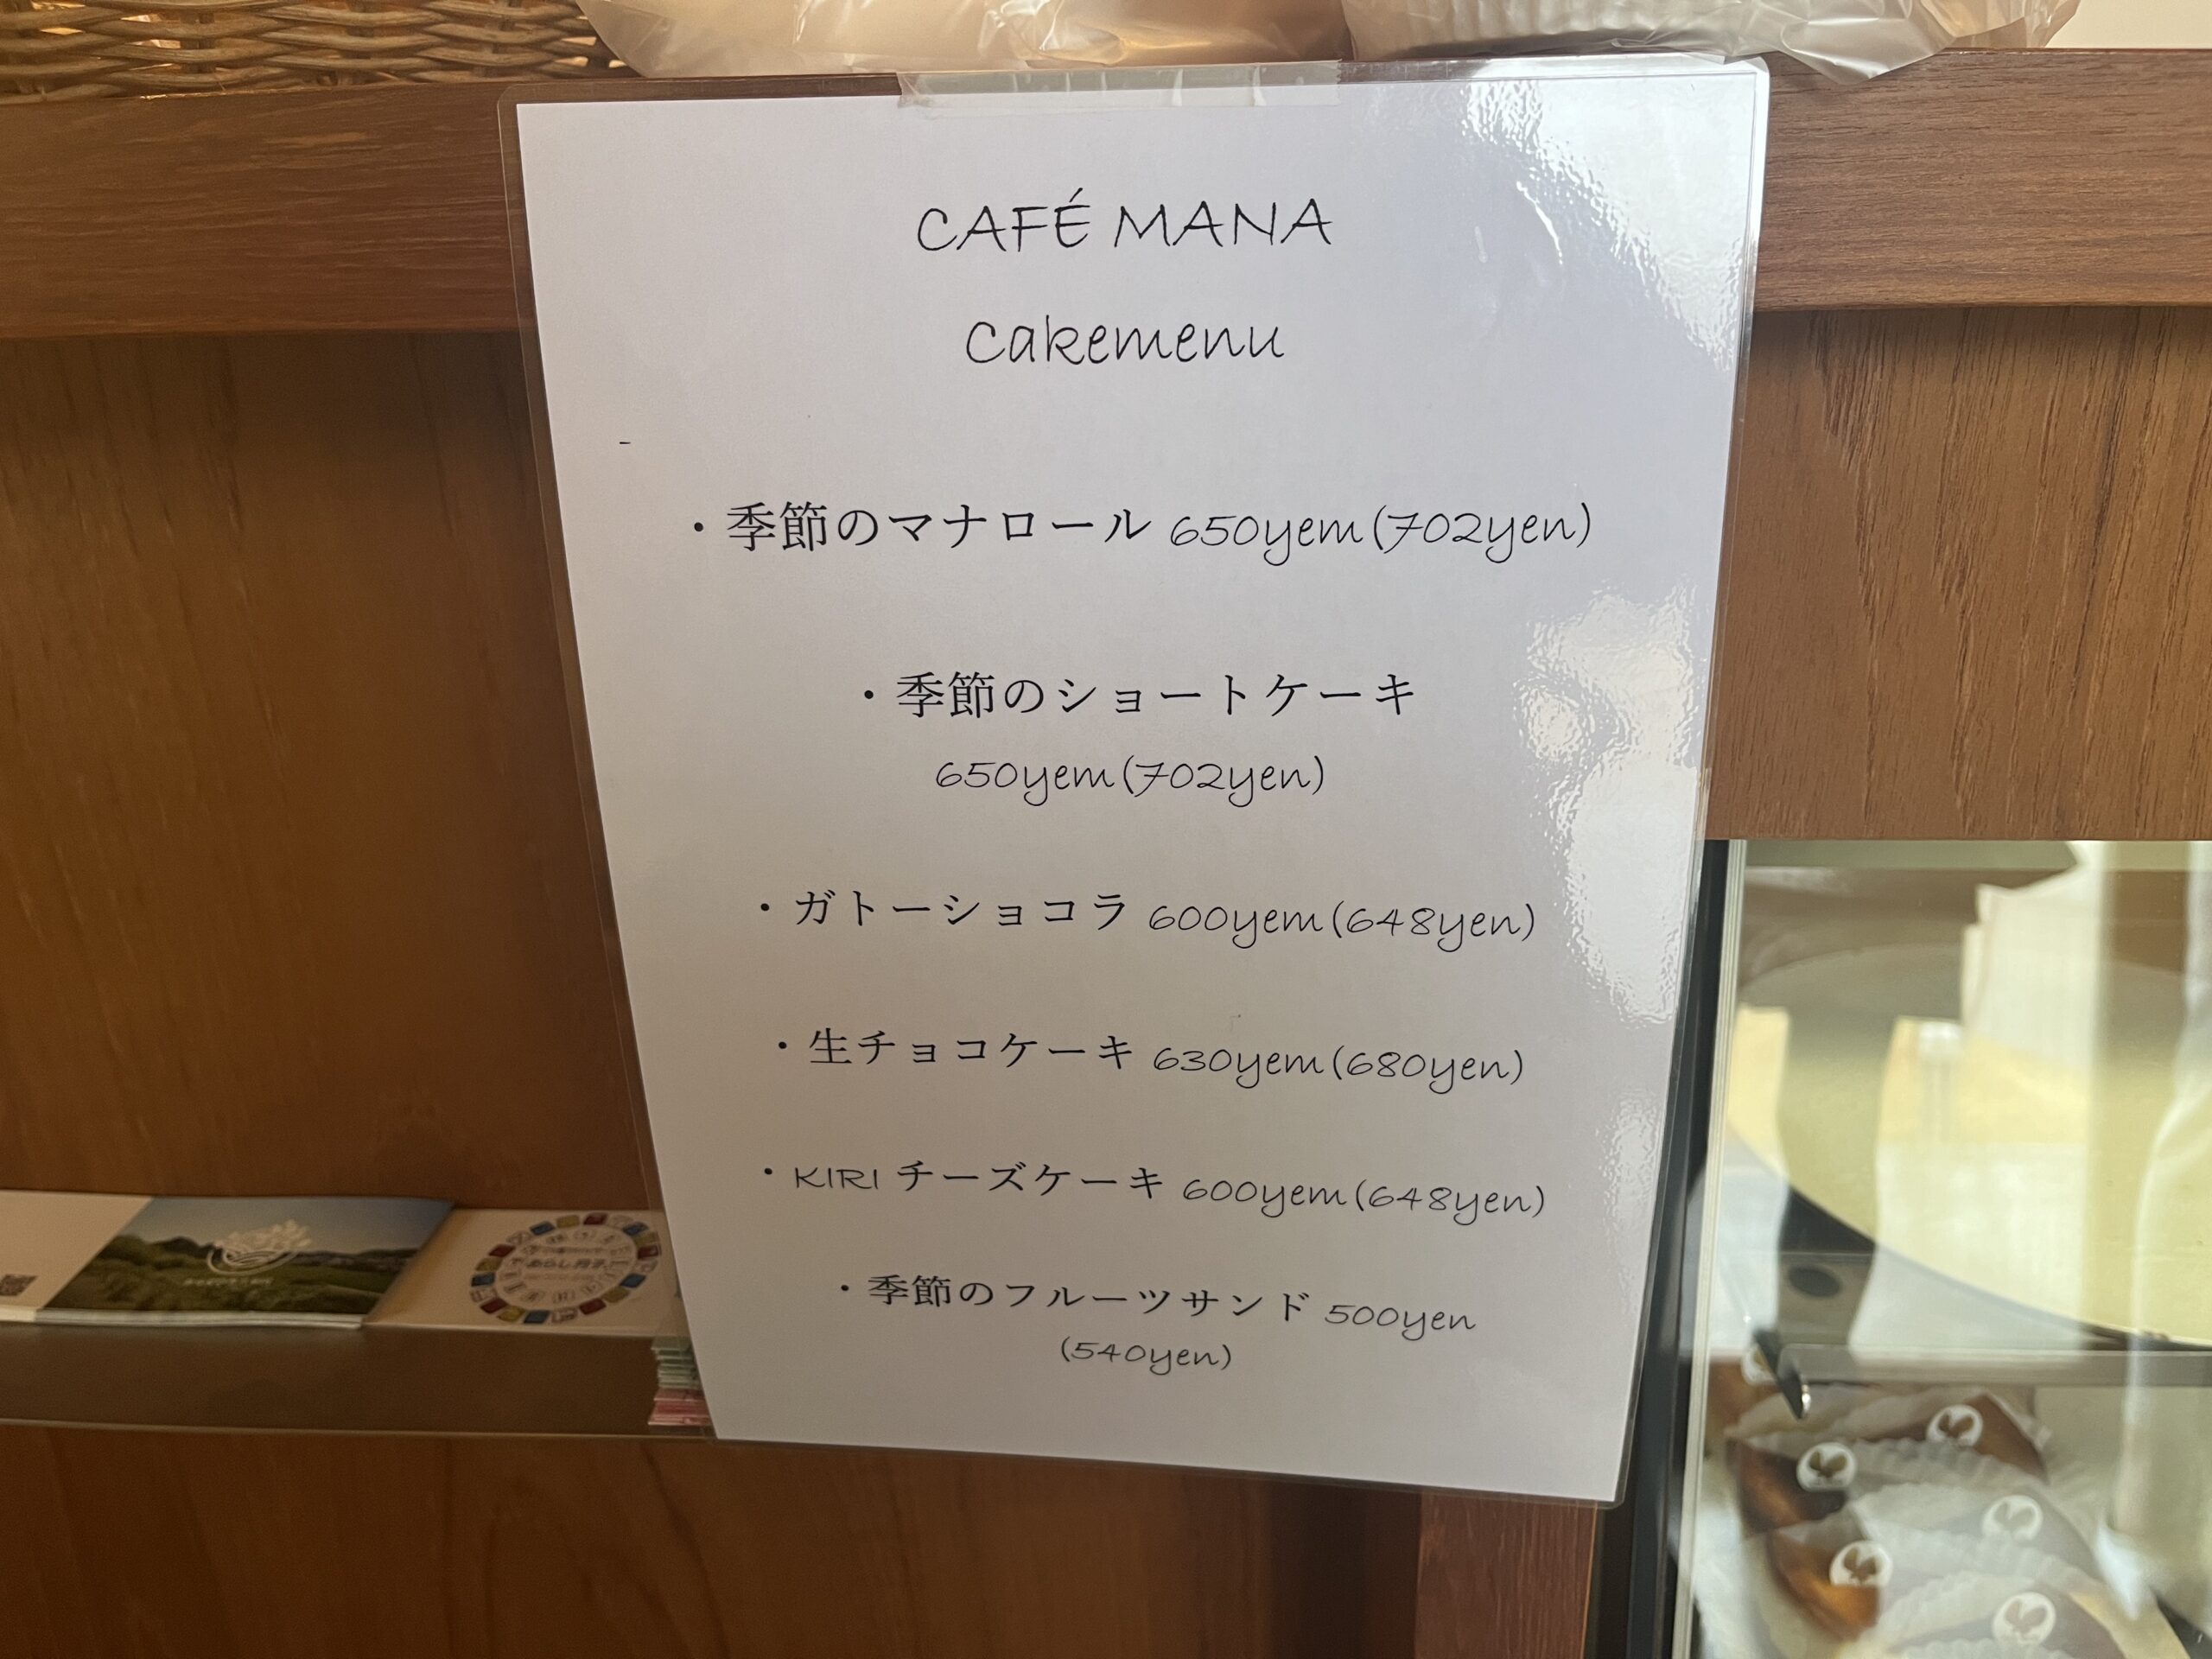 CAFÉ MANA
Cakemenu
・季節のマナロール 650yem(702yen)
・季節のショートケーキ
650yem(702yen)
・ガトーショコラ 600yem(648yen)
・生チョコケーキ 630yem(680yen)
・KIRI チーズケーキ 600yem(648yen)
・季節のフルーツサンド 500yen
(540yen)